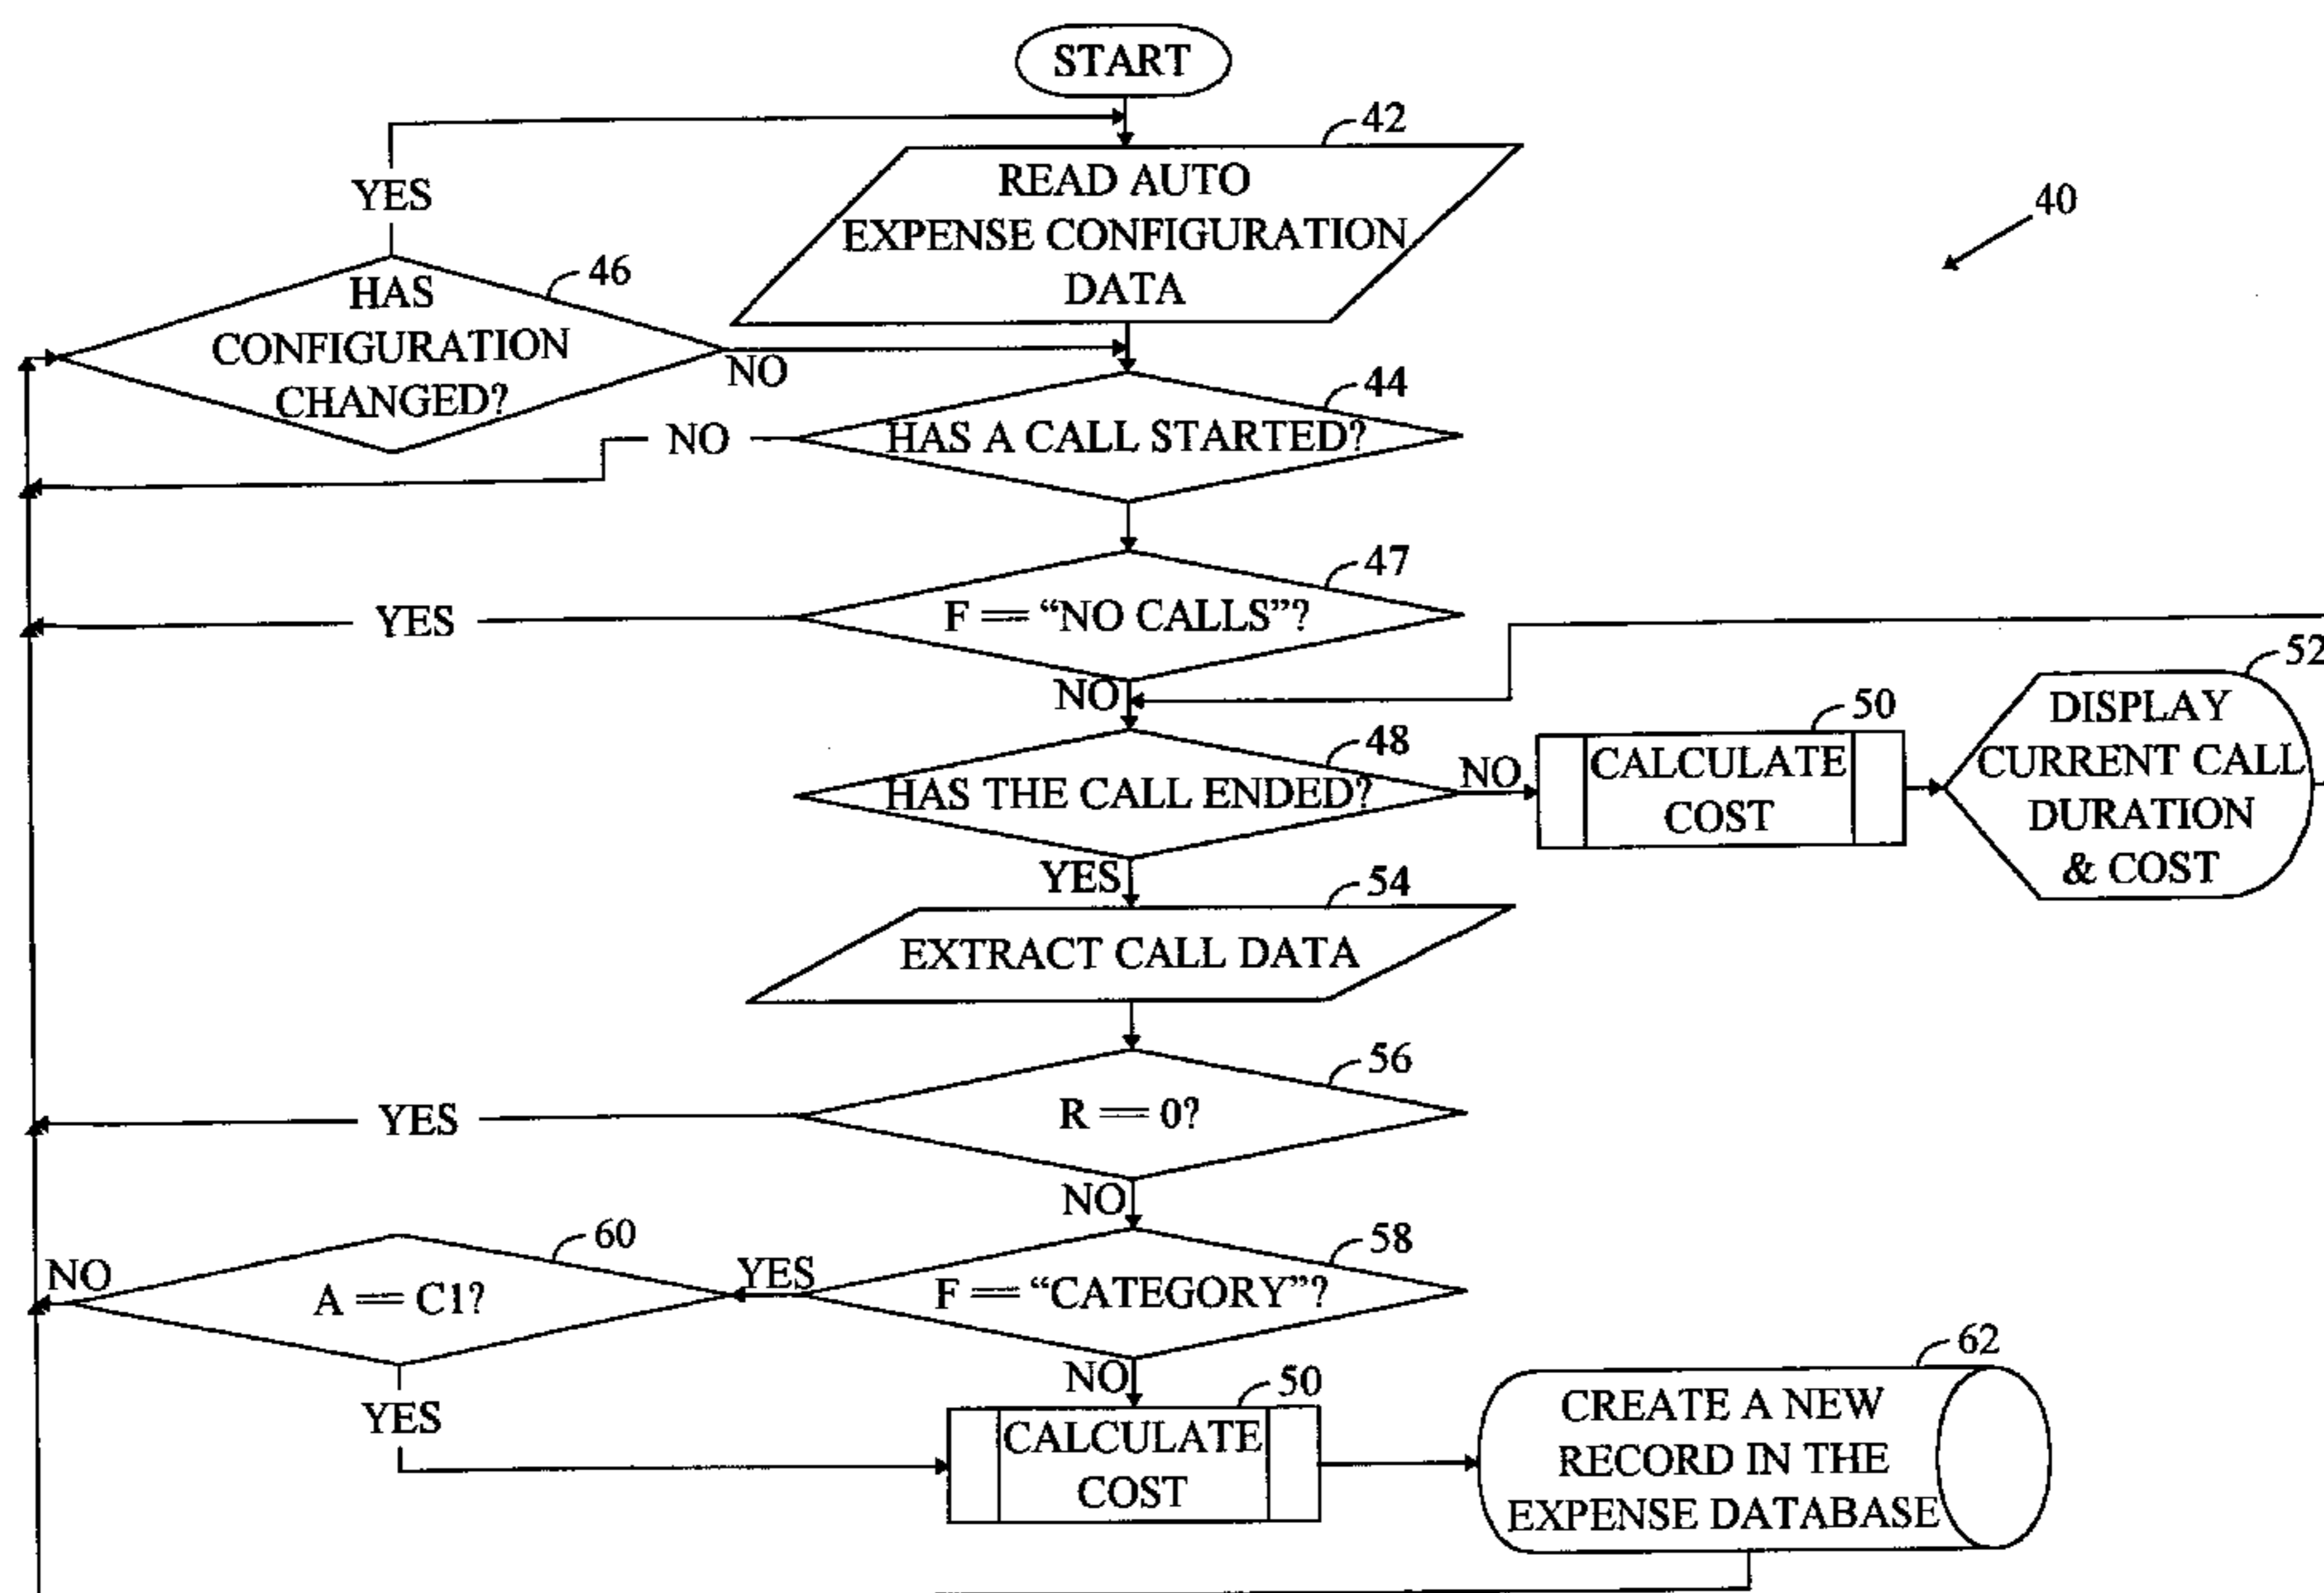 START
42
READ AUTO
EXPENSE CONFIGURATION
DATA
40
YES
46
HAS
CONFIGURATION
CHANGED?
NO
44
HAS A CALL STARTED?
NO
47
F == “NO CALLS”?
YES
NO
48
HAS THE CALL ENDED?
NO
50
CALCULATE
COST
52
DISPLAY
CURRENT CALL
DURATION
& COST
YES
54
EXTRACT CALL DATA
56
R == 0?
YES
NO
58
F == “CATEGORY”?
YES
60
A == C1?
NO
YES
NO
50
CALCULATE
COST
62
CREATE A NEW
RECORD IN THE
EXPENSE DATABASE